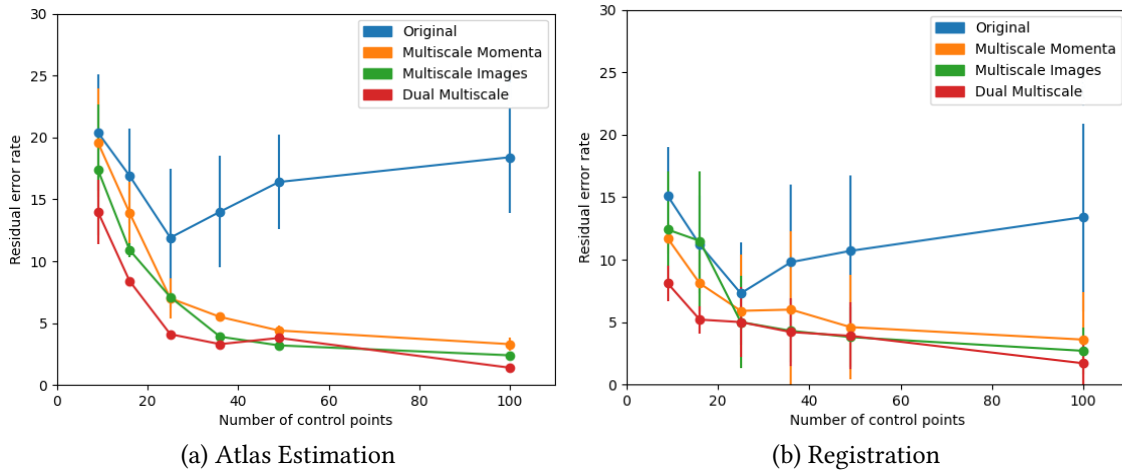 30
25
20
15
10
5
0
Residual error rate
Original
Multiscale Momenta
Multiscale Images
Dual Multiscale
0 20 40 60 80 100
Number of control points
(a) Atlas Estimation
30
25
20
15
10
5
0
Residual error rate
Original
Multiscale Momenta
Multiscale Images
Dual Multiscale
0 20 40 60 80 100
Number of control points
(b) Registration